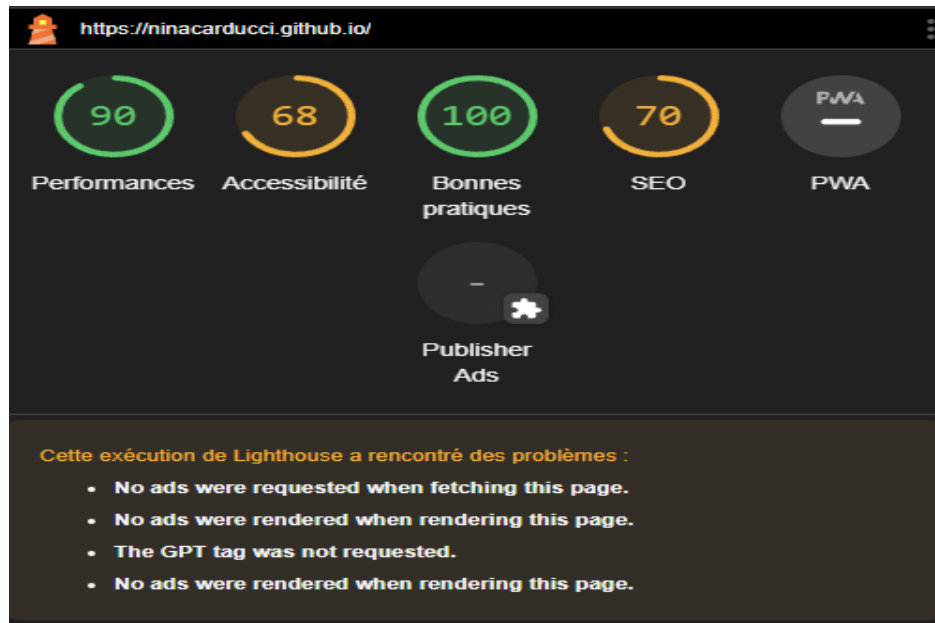 https://ninacarducci.github.io/
90
68
100
70
PWA
Performances
Accessibilité
Bonnes
pratiques
SEO
PWA
-
Publisher
Ads
Cette exécution de Lighthouse a rencontré des problèmes :
• No ads were requested when fetching this page.
• No ads were rendered when rendering this page.
• The GPT tag was not requested.
• No ads were rendered when rendering this page.